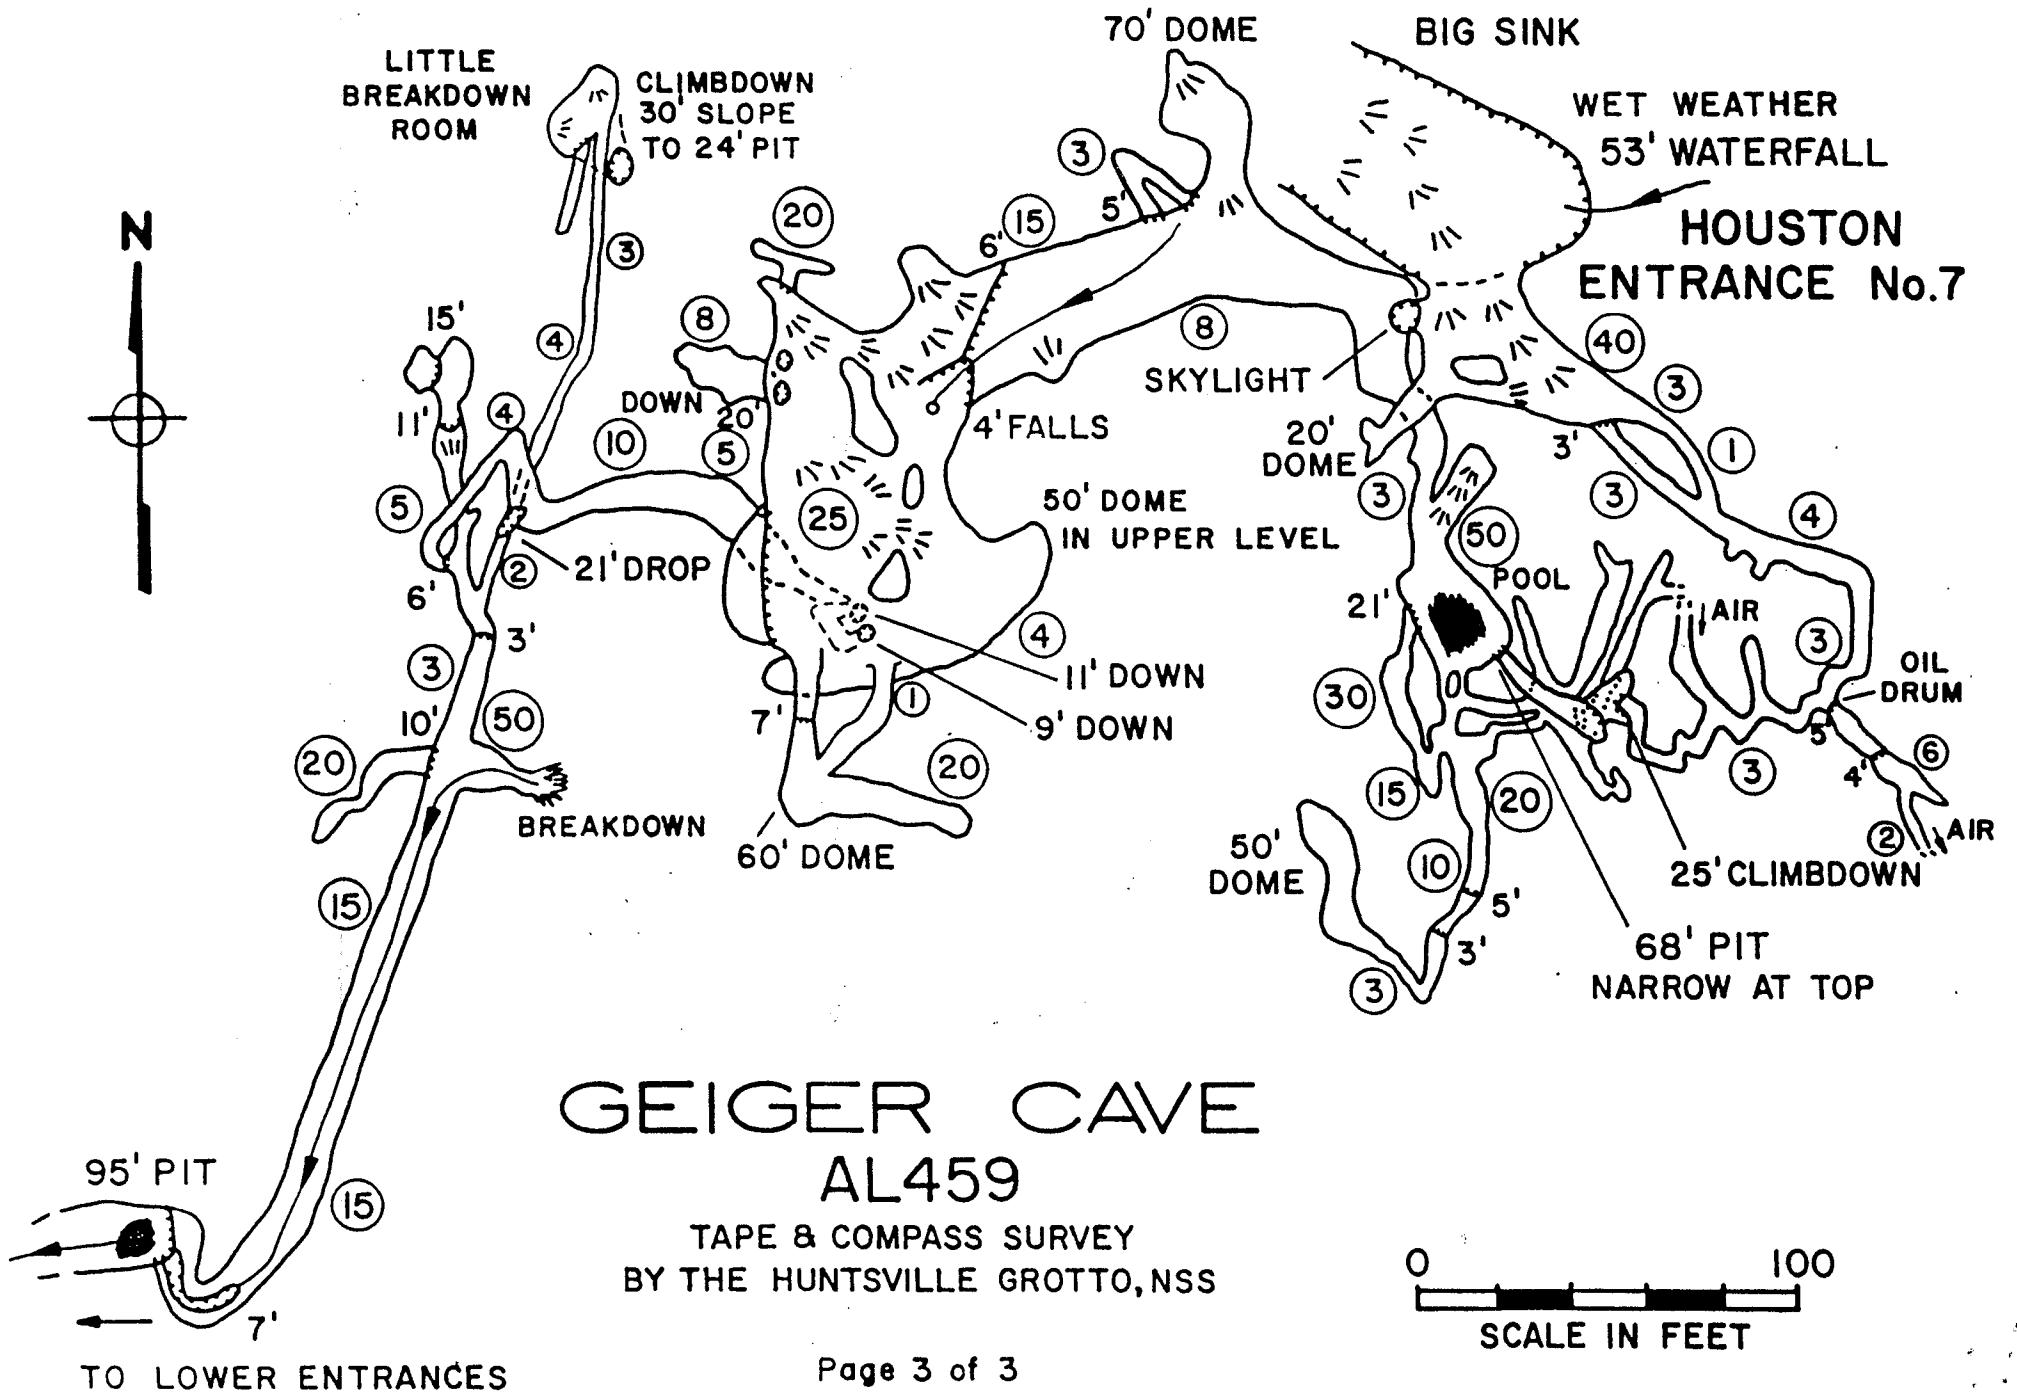 70' DOME
BIG SINK
LITTLE
BREAKDOWN
ROOM
CLIMBDOWN
30' SLOPE
TO 24' PIT
WET WEATHER
53' WATERFALL
HOUSTON
ENTRANCE No.7
N
3
20
15
5'
6'
3
15'
8
4
8
40
SKYLIGHT
3
DOWN
20'
4' FALLS
11'
4
10
5
20'
DOME
3'
1
3
3
5
25
50' DOME
IN UPPER LEVEL
50
4
21' DROP
2
6'
POOL
21'
AIR
3'
4
3
3
11' DOWN
OIL
DRUM
10'
50
7'
1
9' DOWN
30
5'
20
20
3
4'
6
15
20
BREAKDOWN
60' DOME
50'
DOME
10
2
AIR
25' CLIMBDOWN
15
5'
3'
68' PIT
NARROW AT TOP
3
GEIGER CAVE
AL459
TAPE & COMPASS SURVEY
BY THE HUNTSVILLE GROTTO, NSS
95' PIT
15
7'
0 100
SCALE IN FEET
TO LOWER ENTRANCES
Page 3 of 3